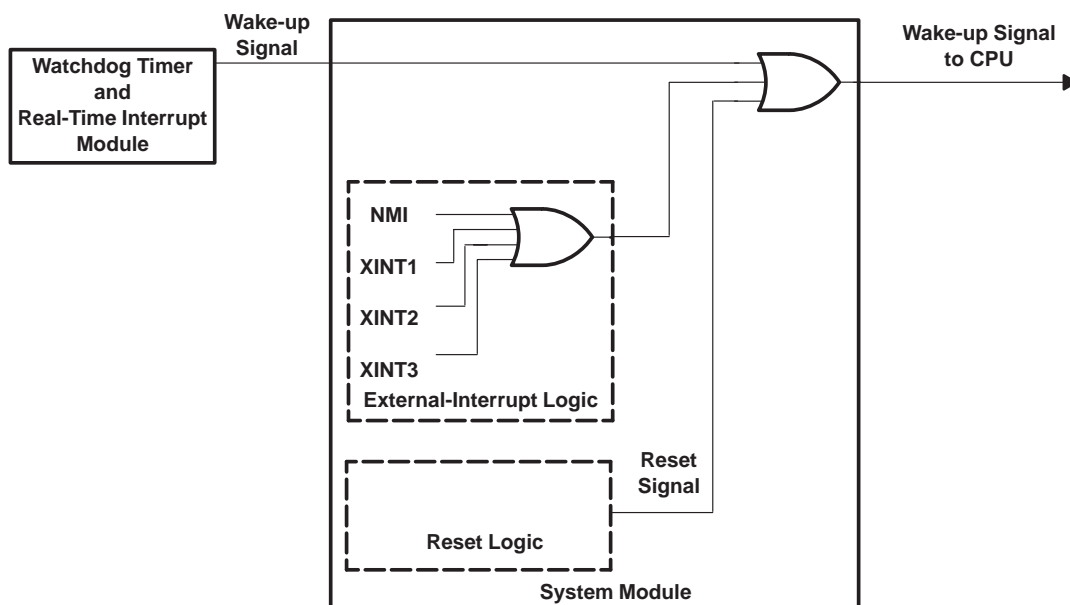 Wake-up
Signal
Watchdog Timer
and
Real-Time Interrupt
Module
Wake-up Signal
to CPU
NMI
XINT1
XINT2
XINT3
External-Interrupt Logic
Reset
Signal
Reset Logic
System Module